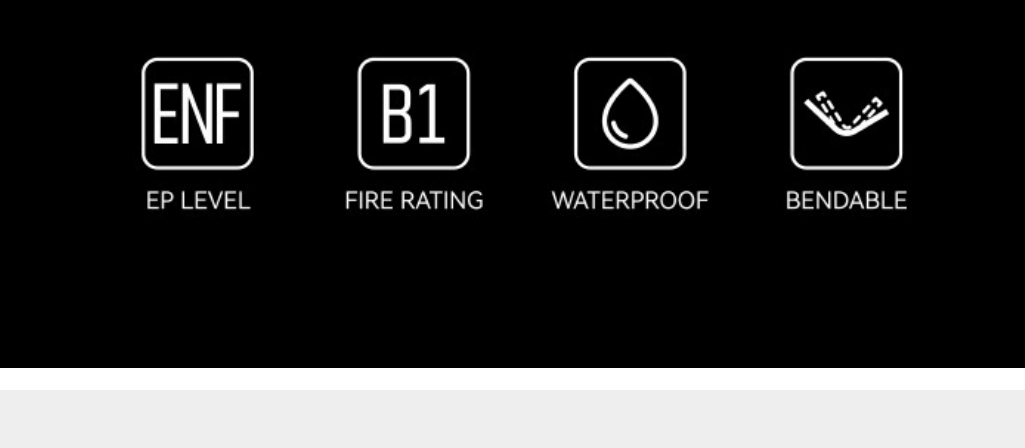 ENF B1
EP LEVEL FIRE RATING WATERPROOF BENDABLE